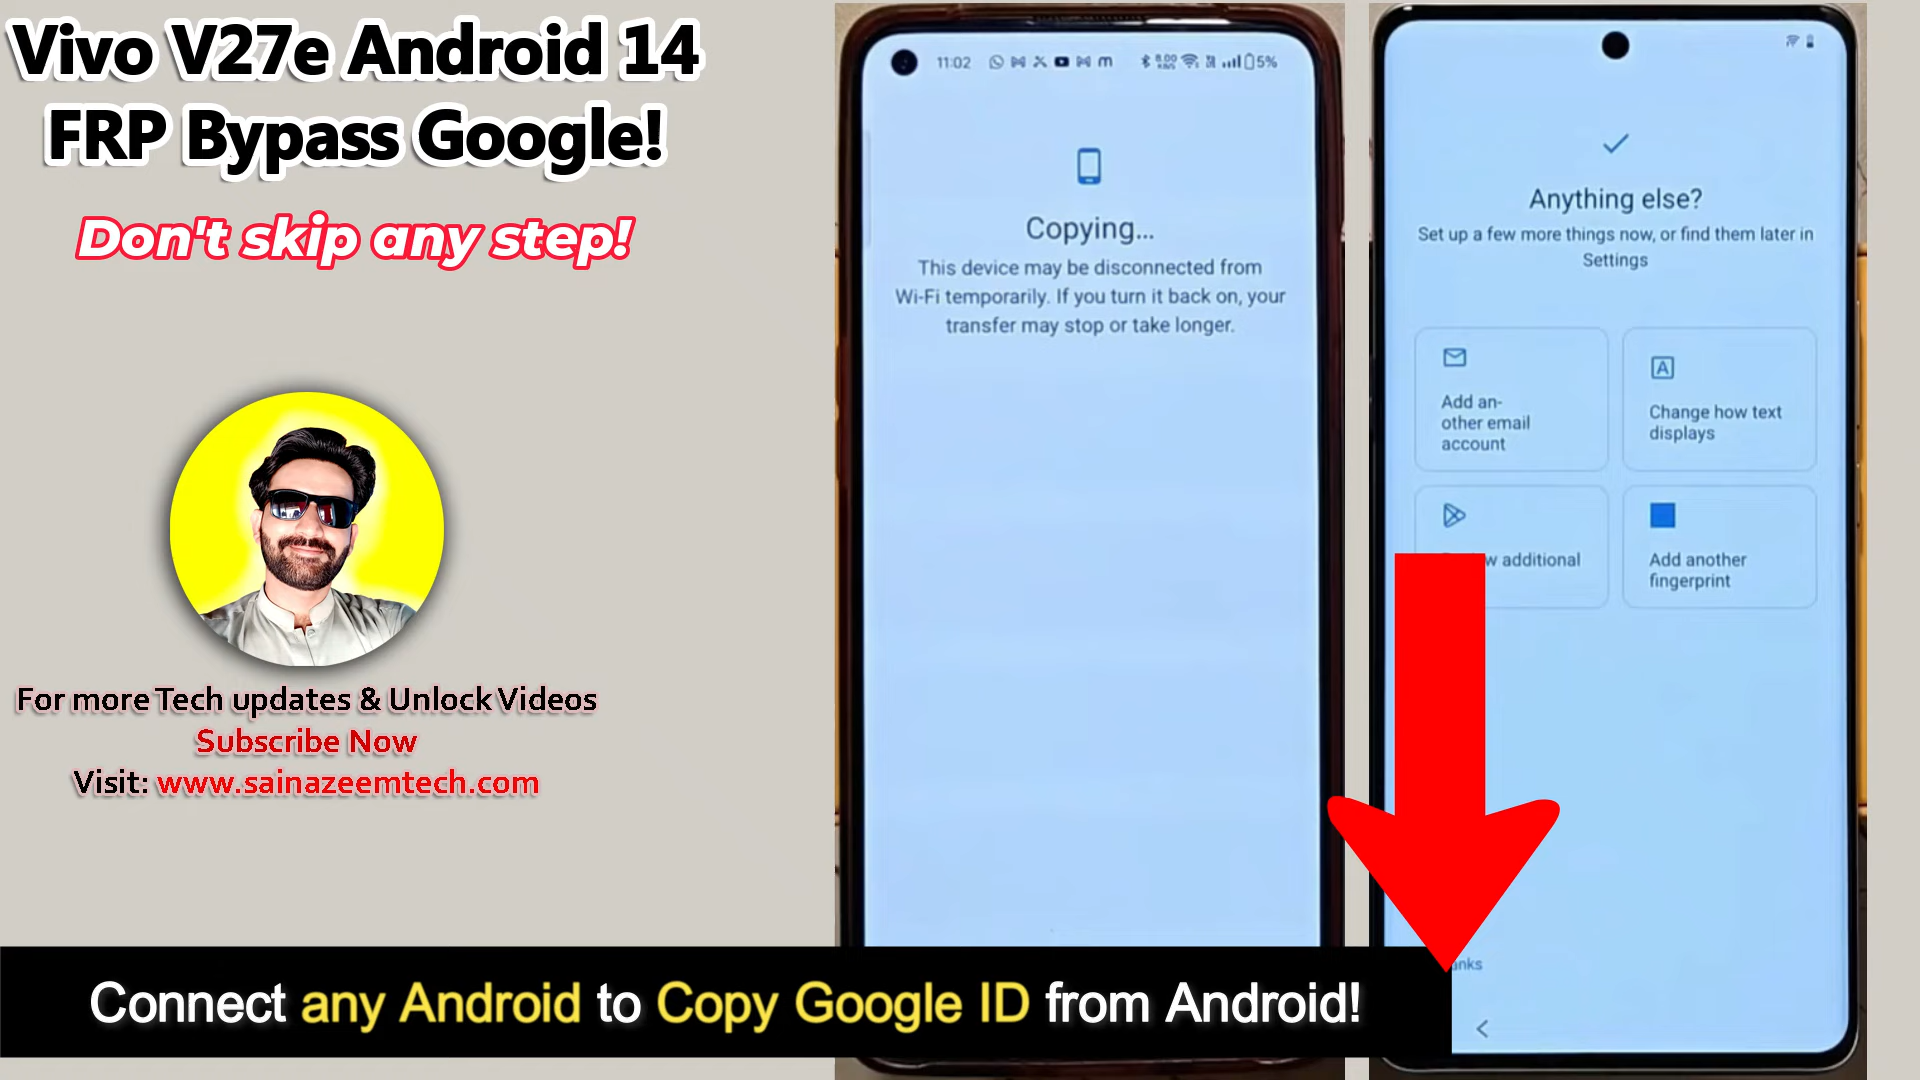 Vivo V27e Android 14
FRP Bypass Google!
Don't skip any step!
For more Tech updates & Unlock Videos
Subscribe Now
Visit: www.sainazeemtech.com
11:02
5%
Copying...
This device may be disconnected from
Wi-Fi temporarily. If you turn it back on, your
transfer may stop or take longer.
Anything else?
Set up a few more things now, or find them later in
Settings
Add an-
other email
account
Change how text
displays
additional
Add another
fingerprint
Connect any Android to Copy Google ID from Android!